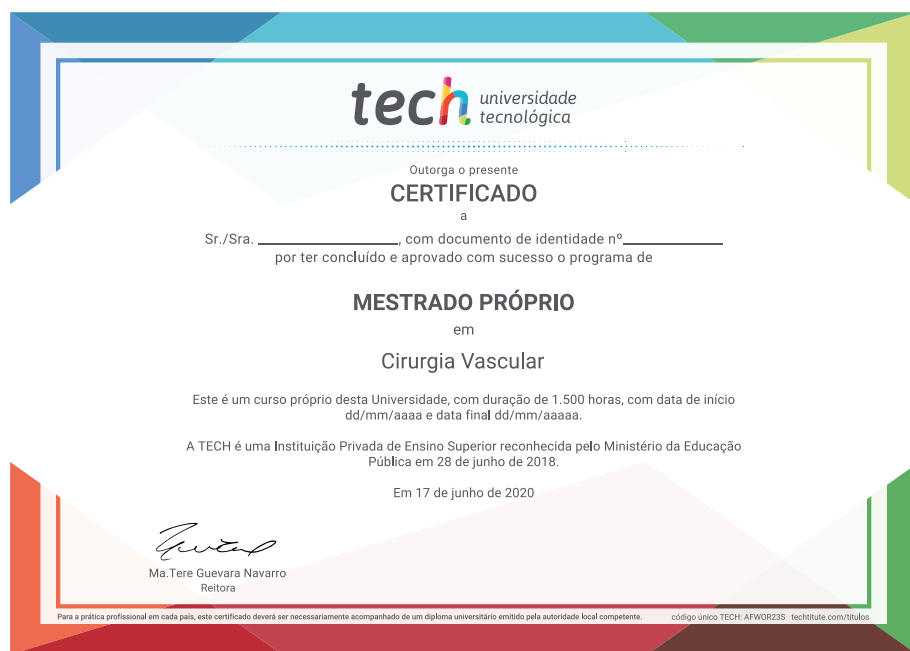 tech universidade
tecnológica
Outorga o presente
CERTIFICADO
a
Sr./Sra. ____________________, com documento de identidade nº______________
por ter concluído e aprovado com sucesso o programa de
MESTRADO PRÓPRIO
em
Cirurgia Vascular
Este é um curso próprio desta Universidade, com duração de 1.500 horas, com data de início
dd/mm/aaaa e data final dd/mm/aaaaa.
A TECH é uma Instituição Privada de Ensino Superior reconhecida pelo Ministério da Educação
Pública em 28 de junho de 2018.
Em 17 de junho de 2020
Ma.Tere Guevara Navarro
Reitora
Para a prática profissional em cada país, este certificado deverá ser necessariamente acompanhado de um diploma universitário emitido pela autoridade local competente. código único TECH: AFWOR23S techtitute.com/titulos